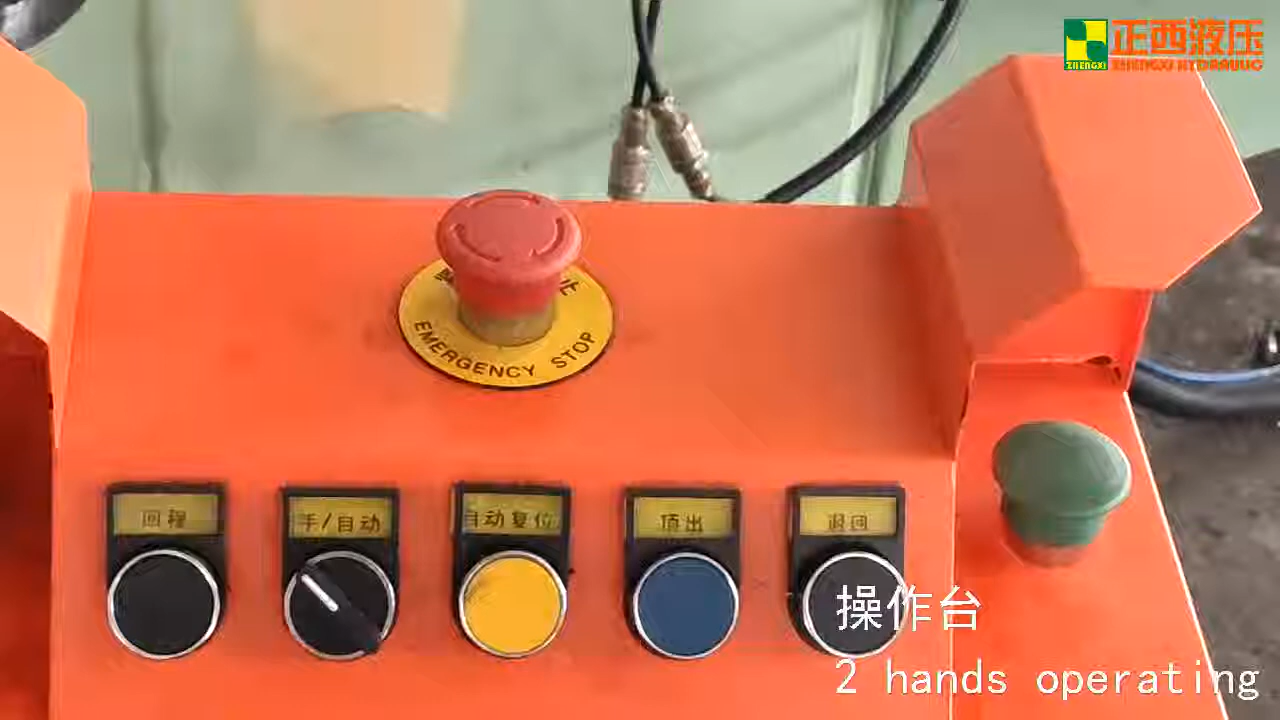 正西液压
ZHENGXI
ZHENGXI HYDRAULIC
EMERGENCY STOP
回程
手/自动
自动复位
顶出
退回
操作台
2 hands operating